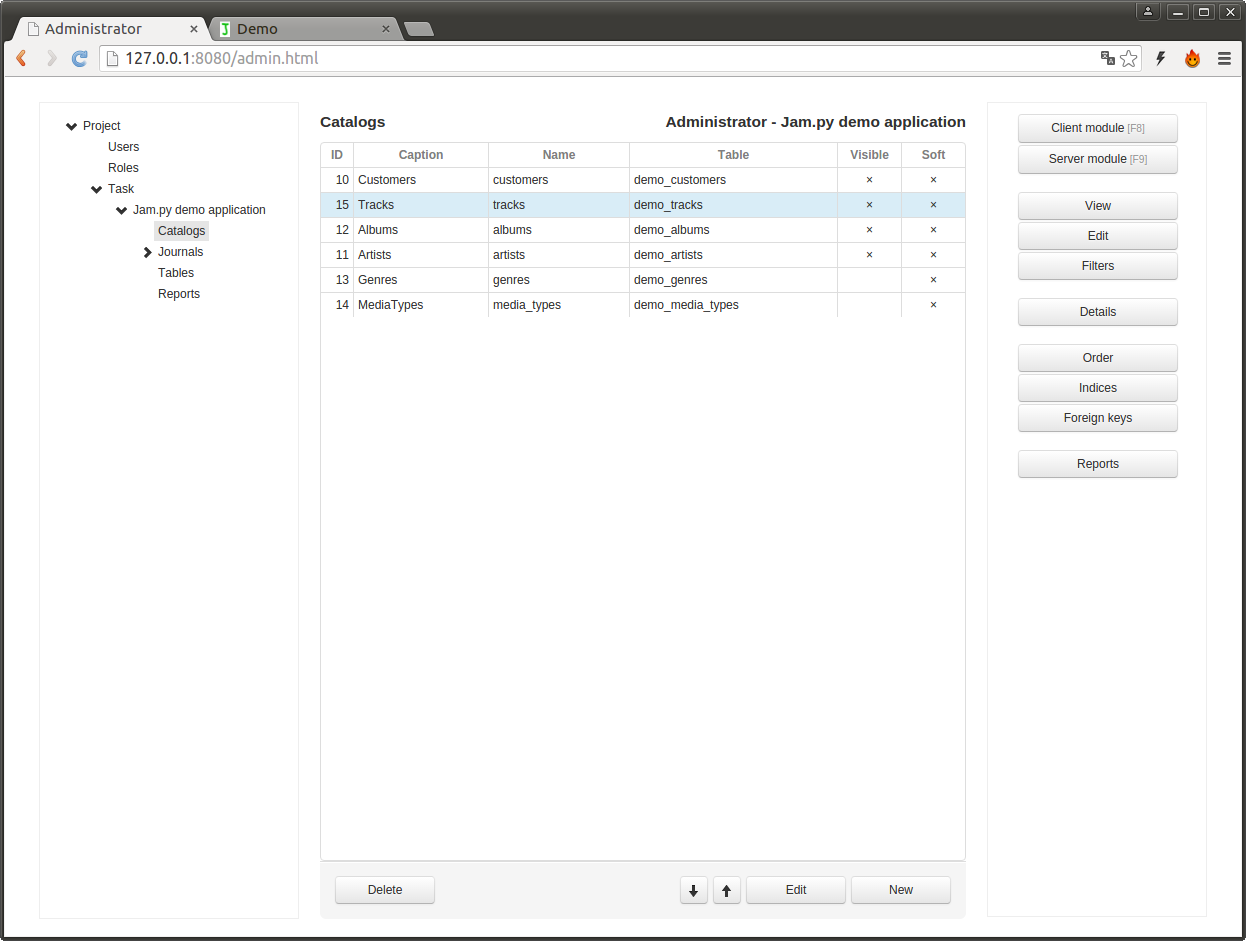 Administrator × Demo ×
127.0.0.1:8080/admin.html
Project
Users
Roles
Task
Jam.py demo application
Catalogs
Journals
Tables
Reports
Catalogs Administrator - Jam.py demo application
ID Caption Name Table Visible Soft
10 Customers customers demo_customers × ×
15 Tracks tracks demo_tracks × ×
12 Albums albums demo_albums × ×
11 Artists artists demo_artists × ×
13 Genres genres demo_genres ×
14 MediaTypes media_types demo_media_types ×
Delete Edit New
Client module [F8]
Server module [F9]
View
Edit
Filters
Details
Order
Indices
Foreign keys
Reports